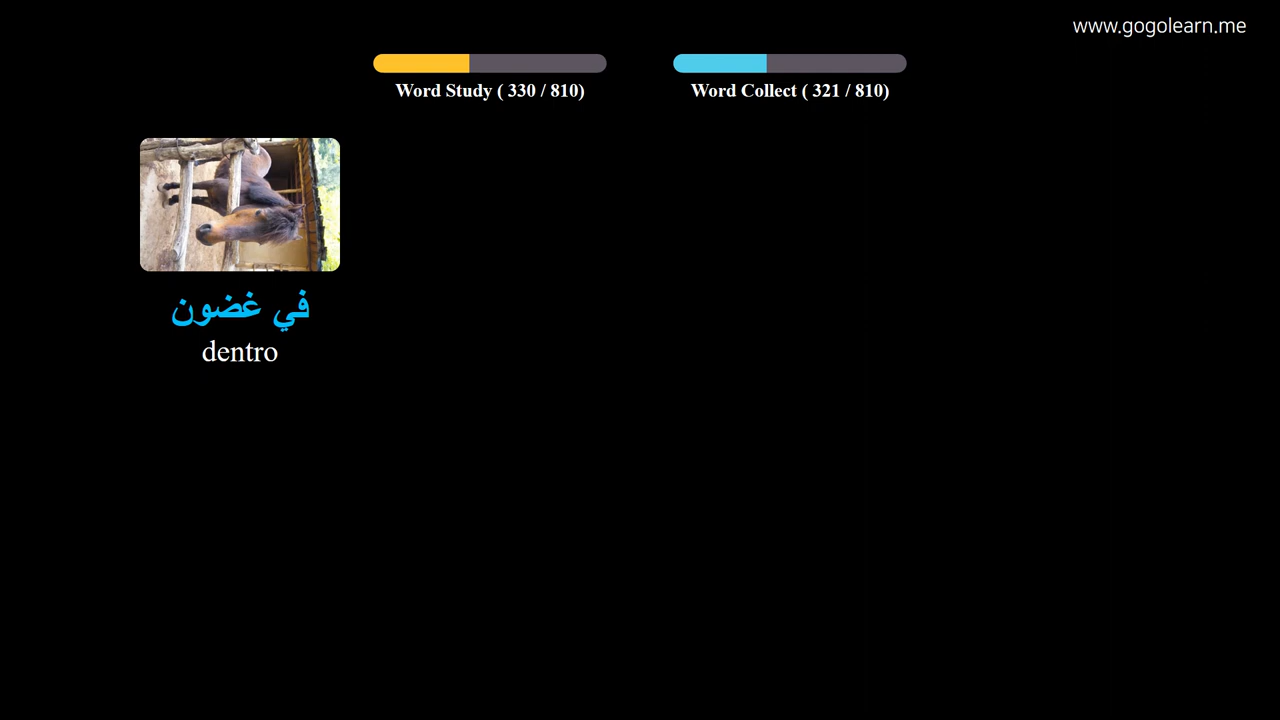 www.gogolearn.me
Word Study ( 330 / 810)
Word Collect ( 321 / 810)
في غضون
dentro